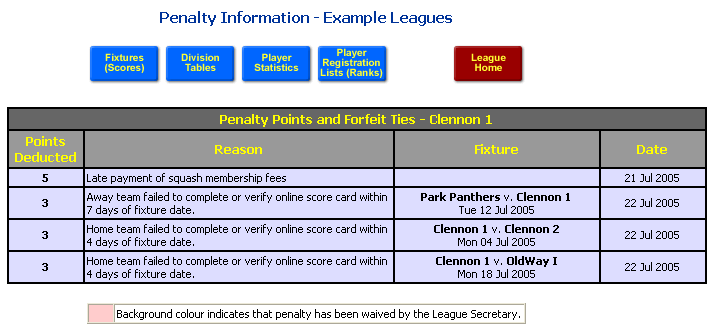 Penalty Information - Example Leagues
Fixtures
(Scores)
Division
Tables
Player
Statistics
Player
Registration
Lists (Ranks)
League
Home
Penalty Points and Forfeit Ties - Clennon 1
Points
Deducted
Reason
Fixture
Date
5
Late payment of squash membership fees
21 Jul 2005
3
Away team failed to complete or verify online score card within
7 days of fixture date.
Park Panthers v. Clennon 1
Tue 12 Jul 2005
22 Jul 2005
3
Home team failed to complete or verify online score card within
4 days of fixture date.
Clennon 1 v. Clennon 2
Mon 04 Jul 2005
22 Jul 2005
3
Home team failed to complete or verify online score card within
4 days of fixture date.
Clennon 1 v. OldWay I
Mon 18 Jul 2005
22 Jul 2005
Background colour indicates that penalty has been waived by the League Secretary.